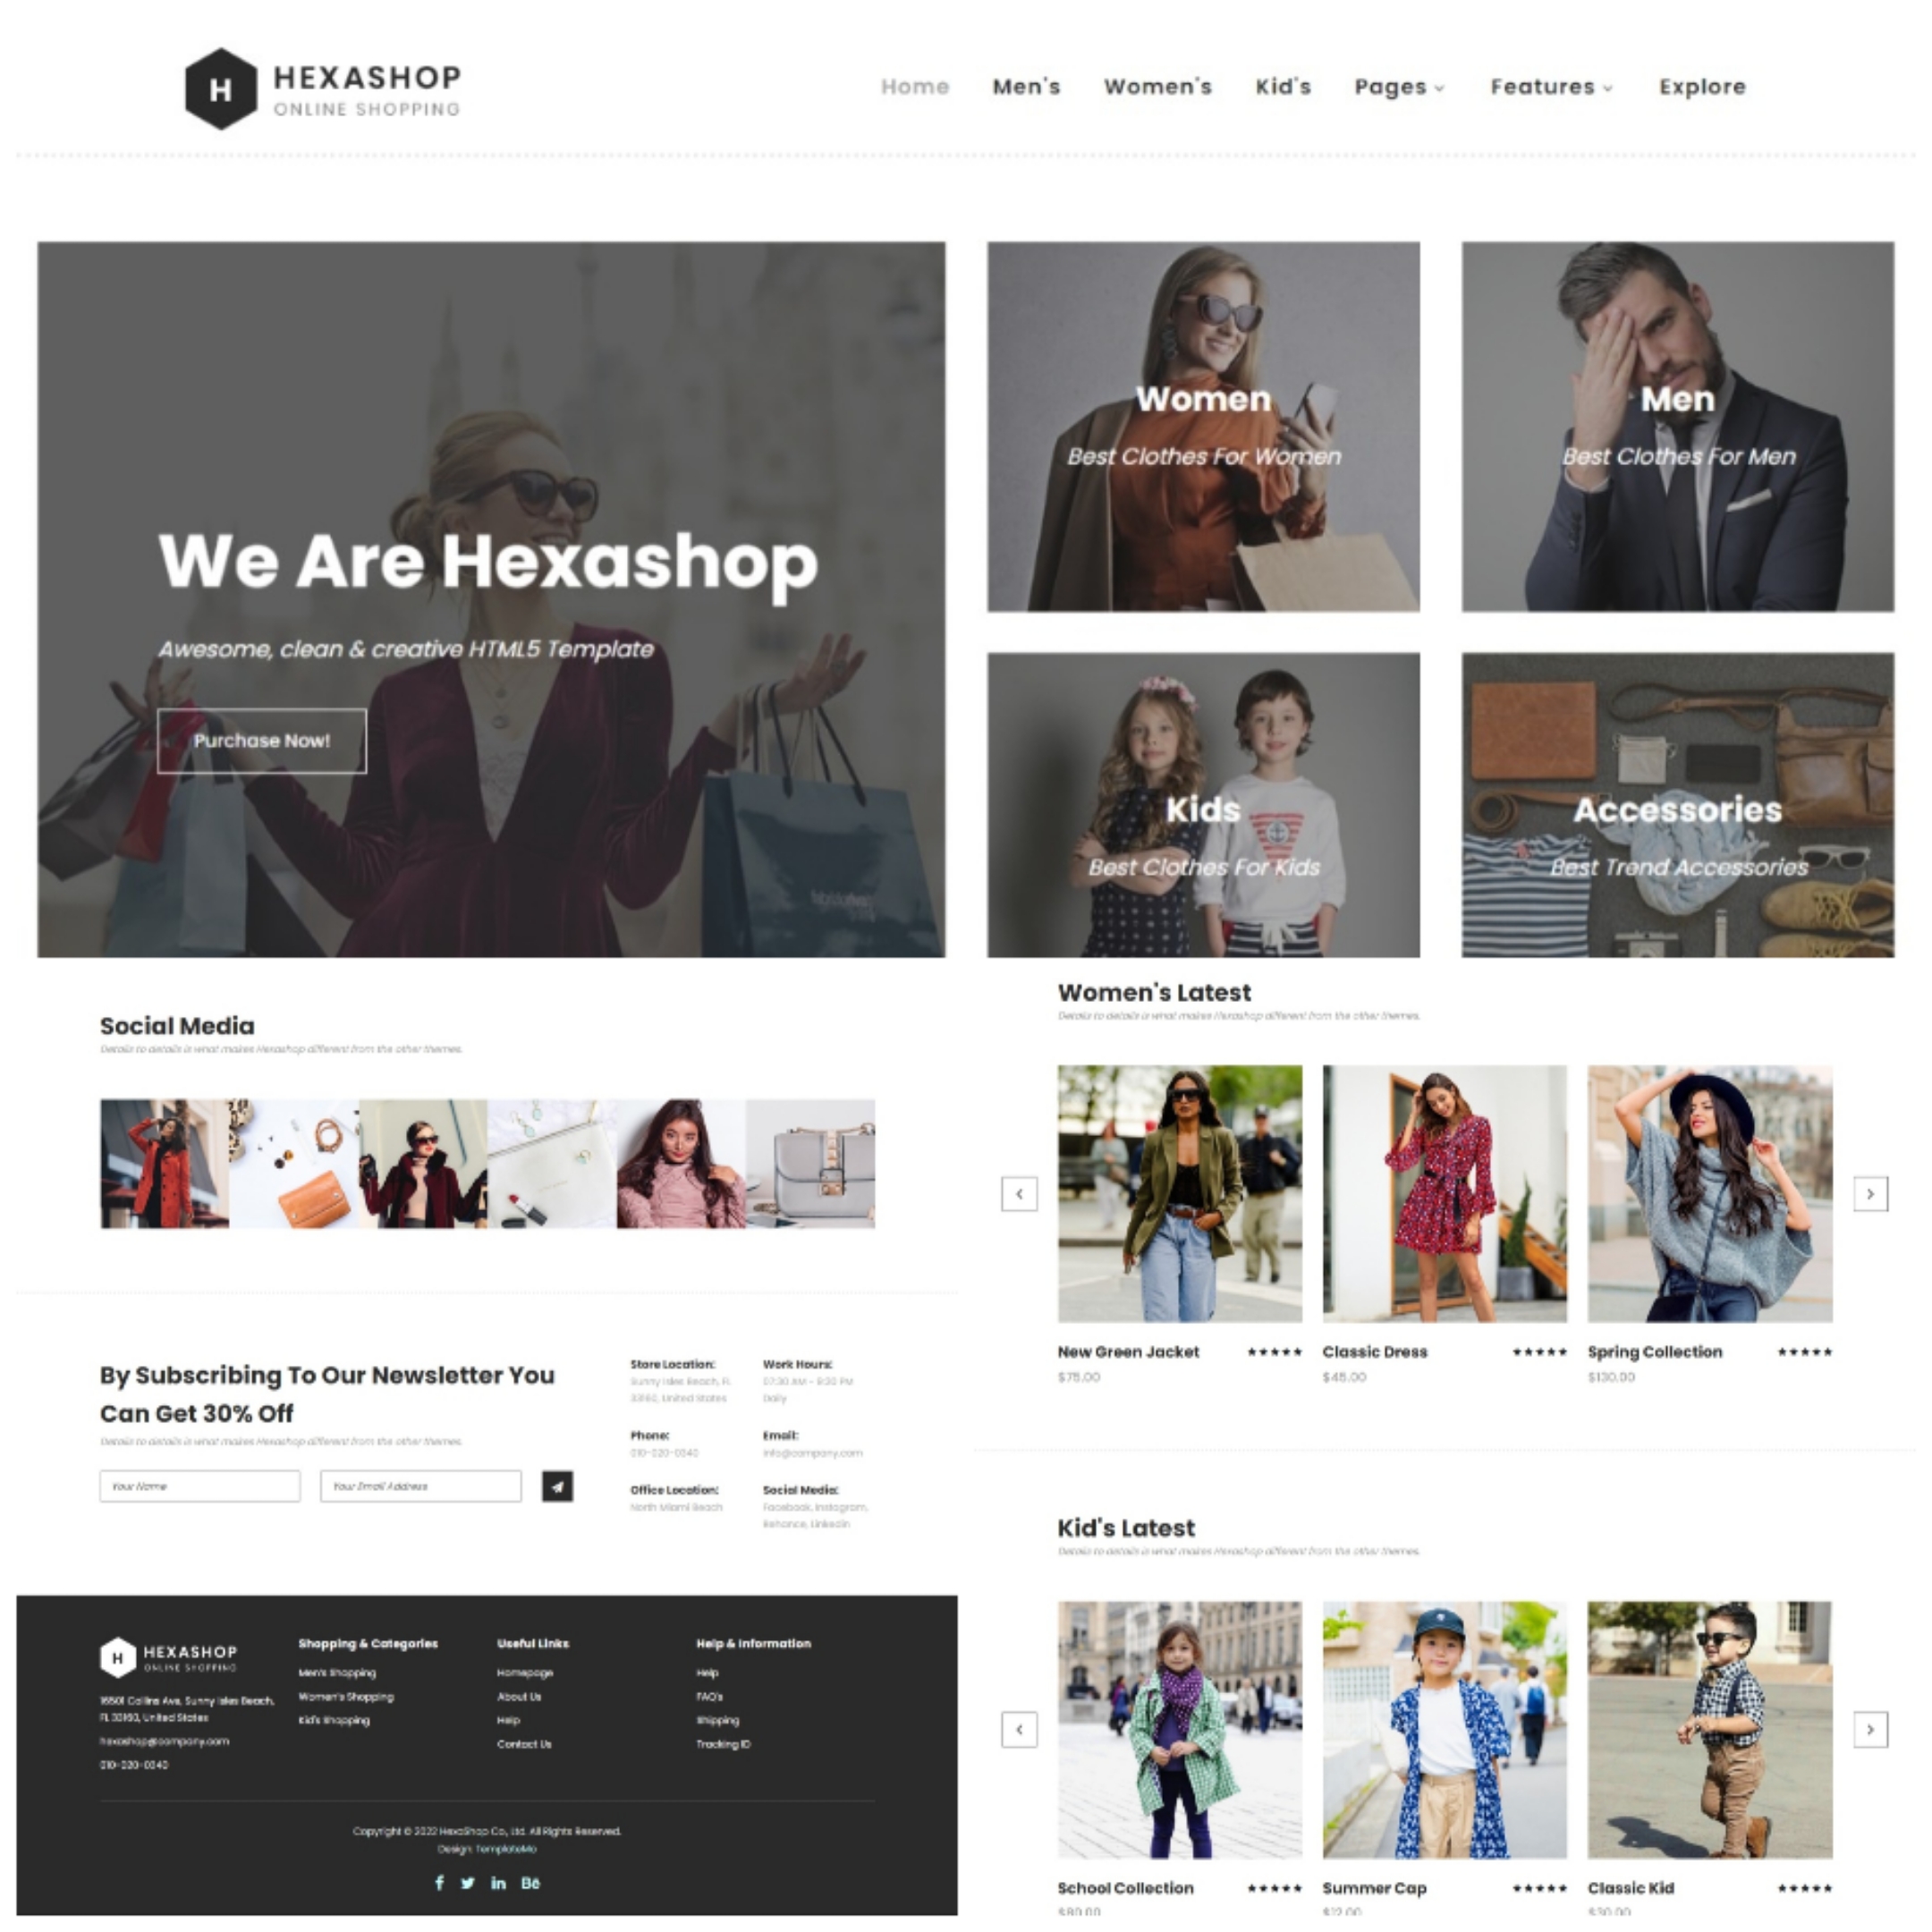 H
HEXASHOP
ONLINE SHOPPING
Home
Men's
Women's
Kid's
Pages
Features
Explore
We Are Hexashop
Awesome, clean & creative HTML5 Template
Purchase Now!
Women
Best Clothes For Women
Men
Best Clothes For Men
Kids
Best Clothes For Kids
Accessories
Best Trend Accessories
Social Media
Details to details is what makes Hexashop different from the other themes.
By Subscribing To Our Newsletter You
Can Get 30% Off
Details to details is what makes Hexashop different from the other themes.
Your Name
Your Email Address
Store Location:
Sunny Isles Beach, FL
33160, United States
Work Hours:
07:30 AM - 9:30 PM
Daily
Phone:
010-020-0340
Email:
info@company.com
Office Location:
North Miami Beach
Social Media:
Facebook, Instagram,
Behance, Linkedin
H
HEXASHOP
ONLINE SHOPPING
16501 Collins Ave, Sunny Isles Beach,
FL 33160, United States
hexashop@company.com
010-020-0340
Shopping & Categories
Men's Shopping
Women's Shopping
Kid's Shopping
Useful Links
Homepage
About Us
Help
Contact Us
Help & Information
Help
FAQ's
Shipping
Tracking ID
Copyright © 2022 HexaShop Co., Ltd. All Rights Reserved.
Design: TemplateMo
f
in
Bē
Women's Latest
Details to details is what makes Hexashop different from the other themes.
New Green Jacket
$75.00
Classic Dress
$45.00
Spring Collection
$130.00
Kid's Latest
Details to details is what makes Hexashop different from the other themes.
School Collection
$80.00
Summer Cap
$12.00
Classic Kid
$30.00